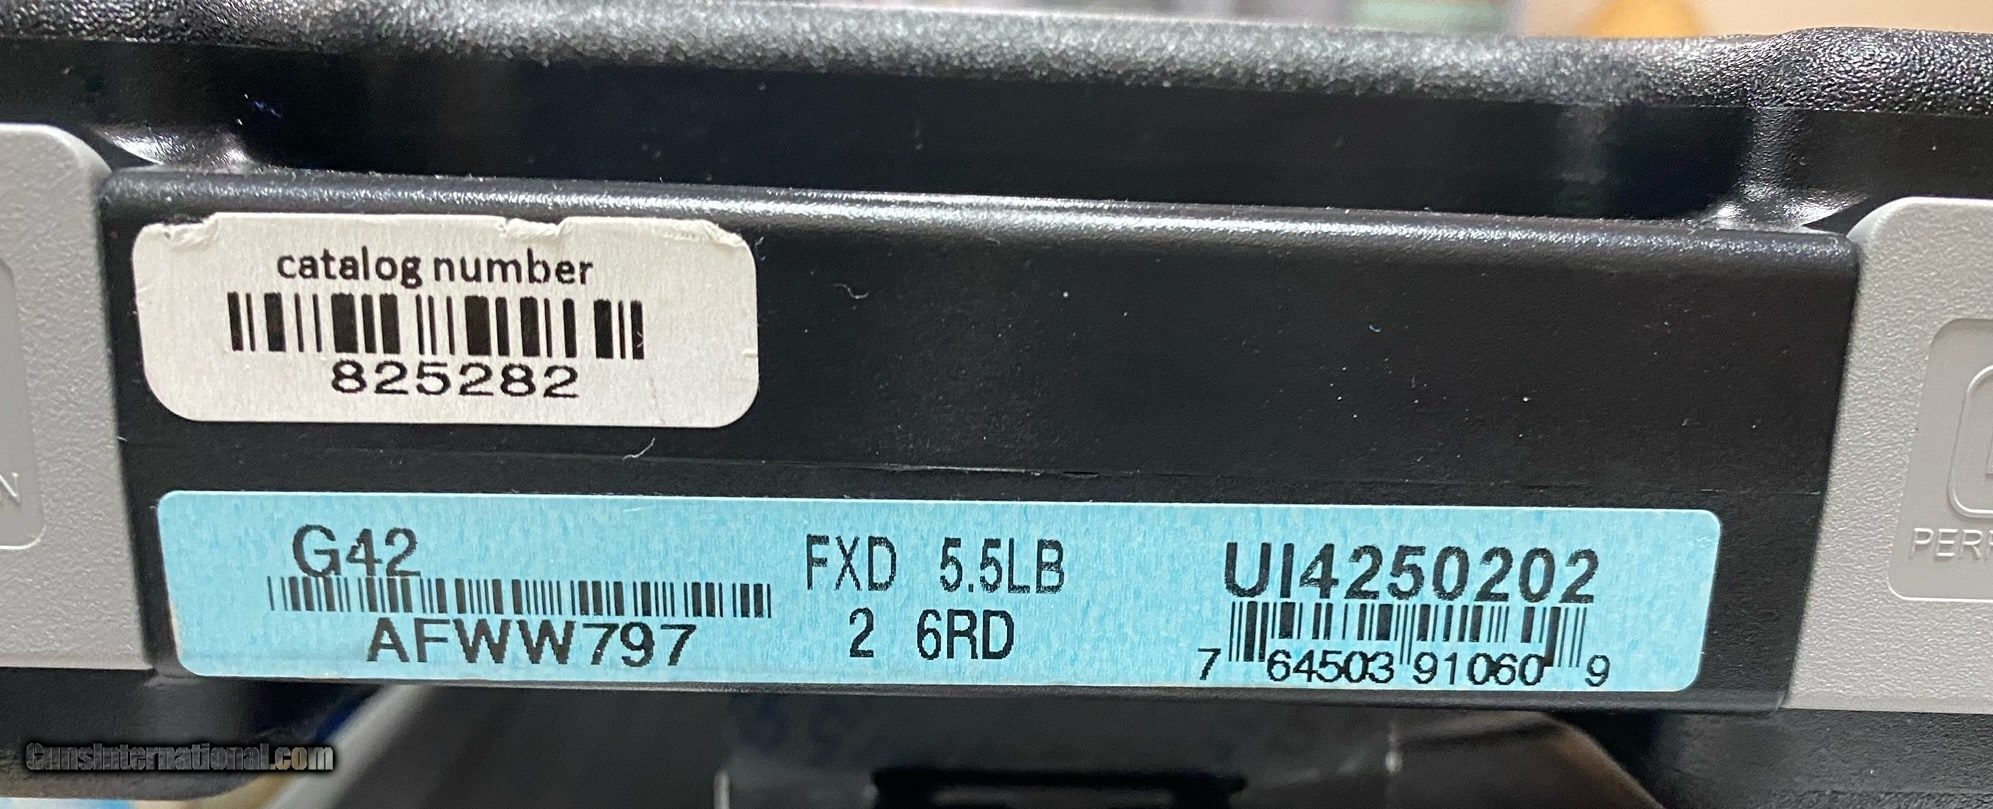 catalog number
825282
G42
AFWW797
FXD 5.5LB
2 6RD
UI4250202
7 64503 91060 9
GunsInternational.com